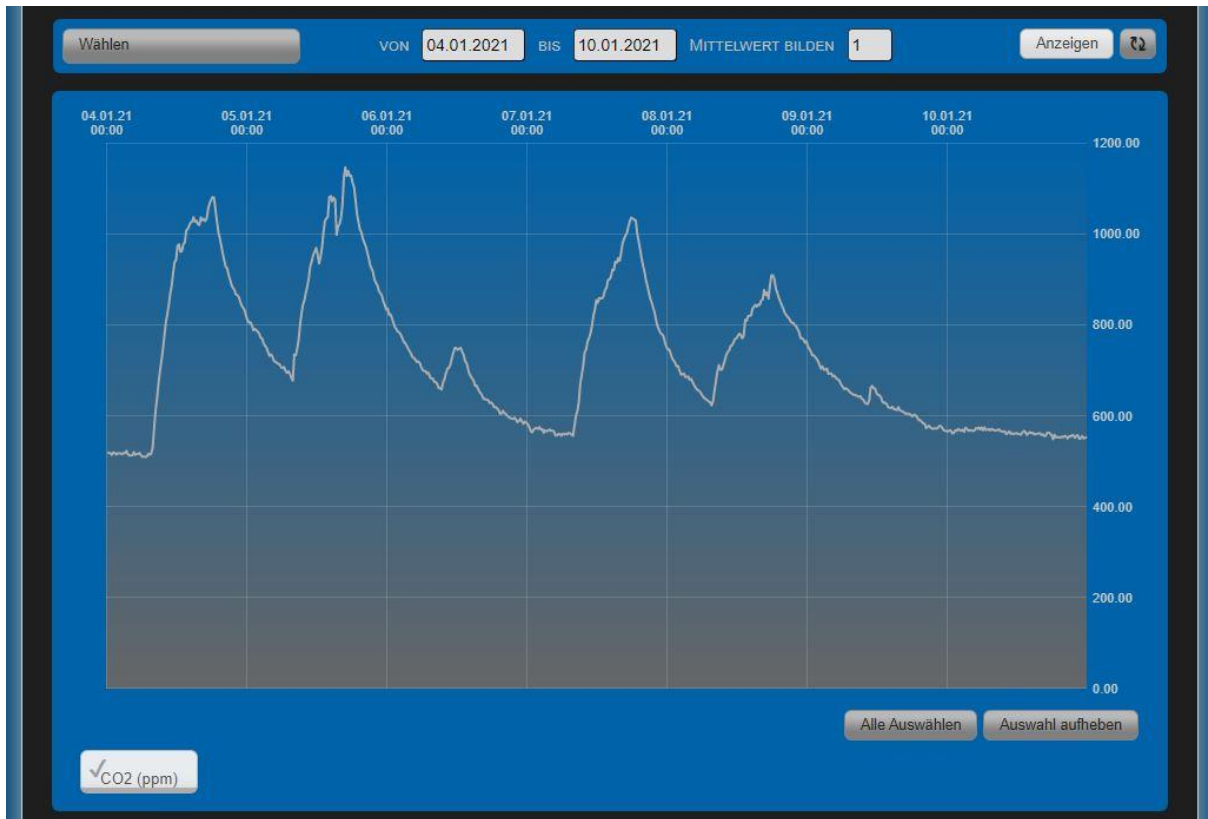 Wählen VON 04.01.2021 BIS 10.01.2021 MITTELWERT BILDEN 1 Anzeigen
04.01.21 05.01.21 06.01.21 07.01.21 08.01.21 09.01.21 10.01.21
00:00 00:00 00:00 00:00 00:00 00:00 00:00
1200.00
1000.00
800.00
600.00
400.00
200.00
0.00
Alle Auswählen Auswahl aufheben
CO2 (ppm)